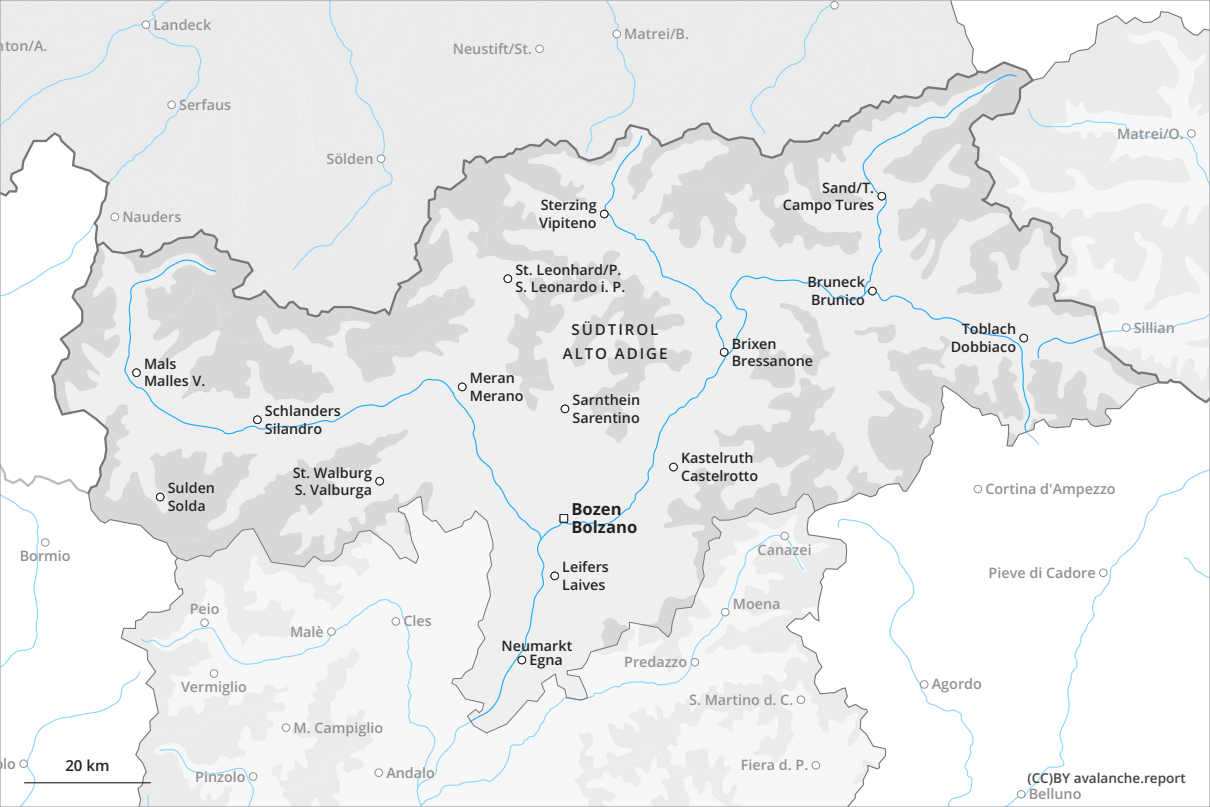 Landeck
Matrei/B.
nton/A.
Neustift/St.
Serfaus
Matrei/O.
Sölden
Sand/T.
Campo Tures
Sterzing
Vipiteno
Nauders
St. Leonhard/P.
S. Leonardo i. P.
Bruneck
Brunico
SÜDTIROL
ALTO ADIGE
Toblach
Dobbiaco
Sillian
Brixen
Bressanone
Mals
Malles V.
Meran
Merano
Sarnthein
Sarentino
Schlanders
Silandro
Kastelruth
Castelrotto
St. Walburg
S. Valburga
Sulden
Solda
Cortina d'Ampezzo
Bozen
Bolzano
Bormio
Canazei
Leifers
Laives
Pieve di Cadore
Peio
Moena
Malè
Cles
Neumarkt
Egna
Predazzo
Vermiglio
Agordo
S. Martino d. C.
M. Campiglio
olo
20 km
Pinzolo
Andalo
Fiera d. P.
(CC)BY avalanche.report
Belluno